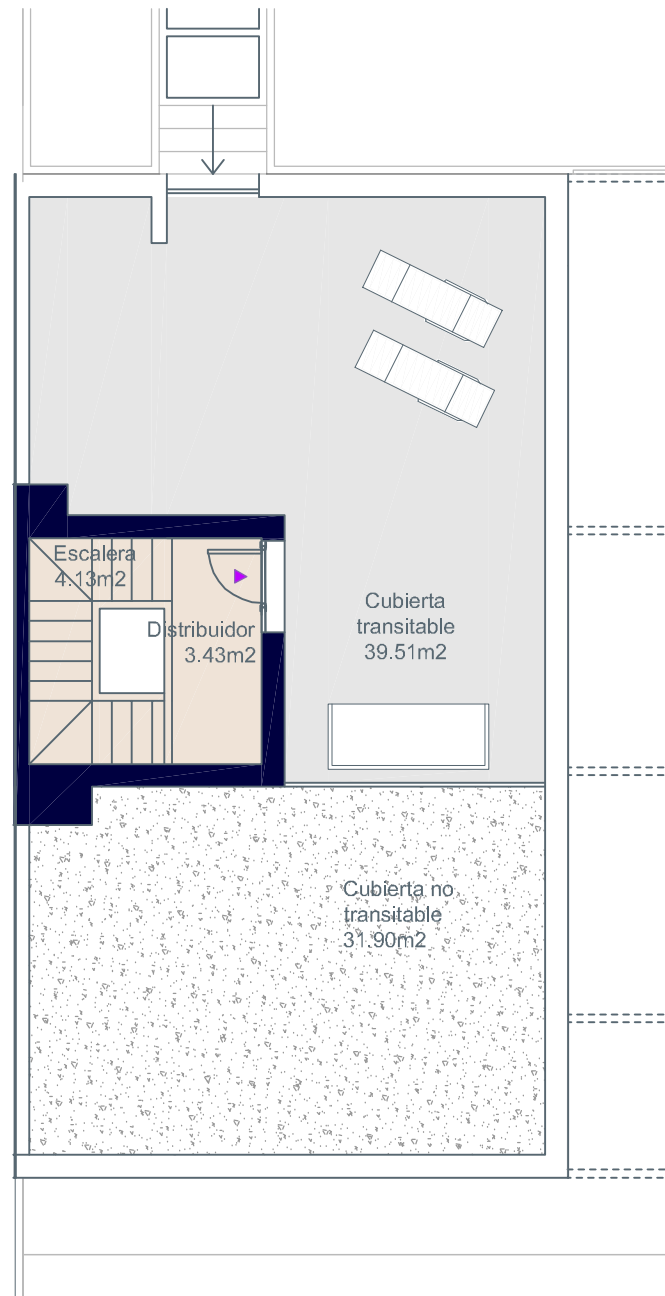 Escalera
4.13m2
Distribuidor
3.43m2
Cubierta
transitable
39.51m2
Cubierta no
transitable
31.90m2